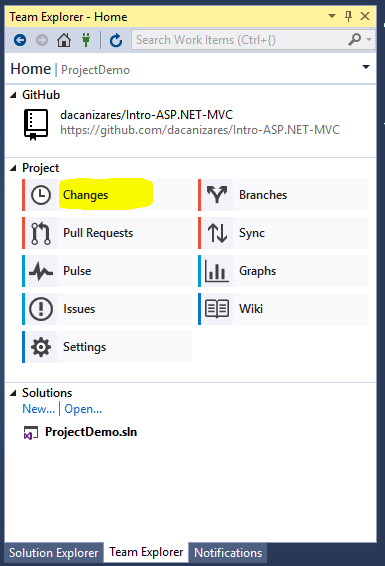 Team Explorer - Home
Search Work Items (Ctrl+{)
Home | ProjectDemo
GitHub
dacanizares/Intro-ASP.NET-MVC
https://github.com/dacanizares/Intro-ASP.NET-MVC
Project
Changes
Branches
Pull Requests
Sync
Pulse
Graphs
Issues
Wiki
Settings
Solutions
New... | Open...
ProjectDemo.sln
Solution Explorer Team Explorer Notifications